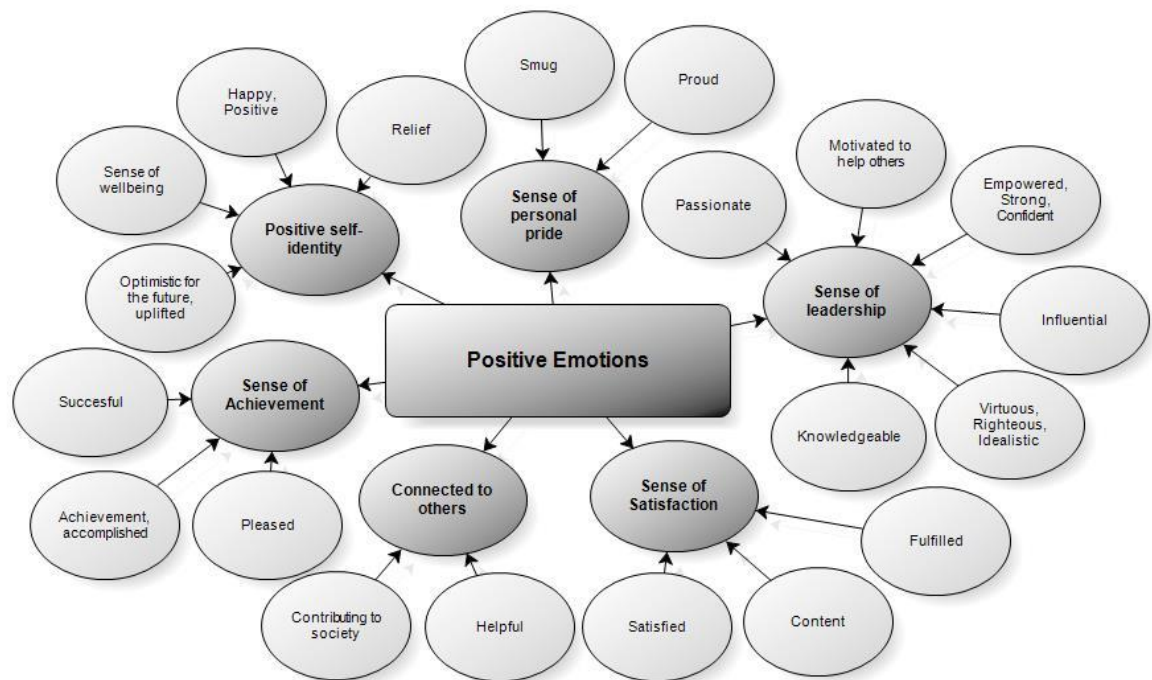 Smug
Proud
Happy,
Positive
Relief
Motivated to
help others
Sense of
wellbeing
Empowered,
Strong,
Confident
Passionate
Sense of
personal
pride
Positive self-
identity
Optimistic for
the future,
uplifted
Sense of
leadership
Influential
Positive Emotions
Sense of
Achievement
Succesful
Knowledgeable
Virtuous,
Righteous,
Idealistic
Connected to
others
Sense of
Satisfaction
Achievement,
accomplished
Pleased
Fulfilled
Contributing to
society
Helpful
Satisfied
Content